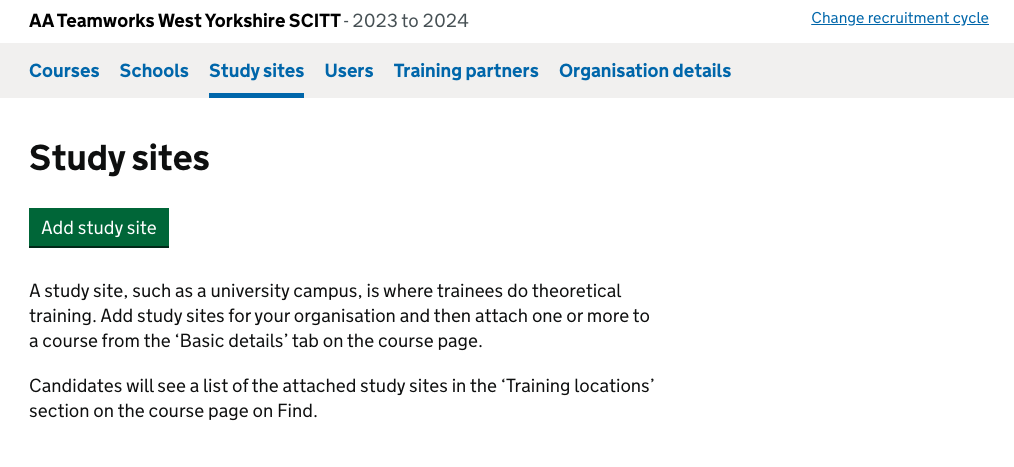 AA Teamworks West Yorkshire SCITT - 2023 to 2024
Change recruitment cycle
Courses Schools Study sites Users Training partners Organisation details
Study sites
Add study site
A study site, such as a university campus, is where trainees do theoretical
training. Add study sites for your organisation and then attach one or more to
a course from the ‘Basic details’ tab on the course page.
Candidates will see a list of the attached study sites in the ‘Training locations’
section on the course page on Find.